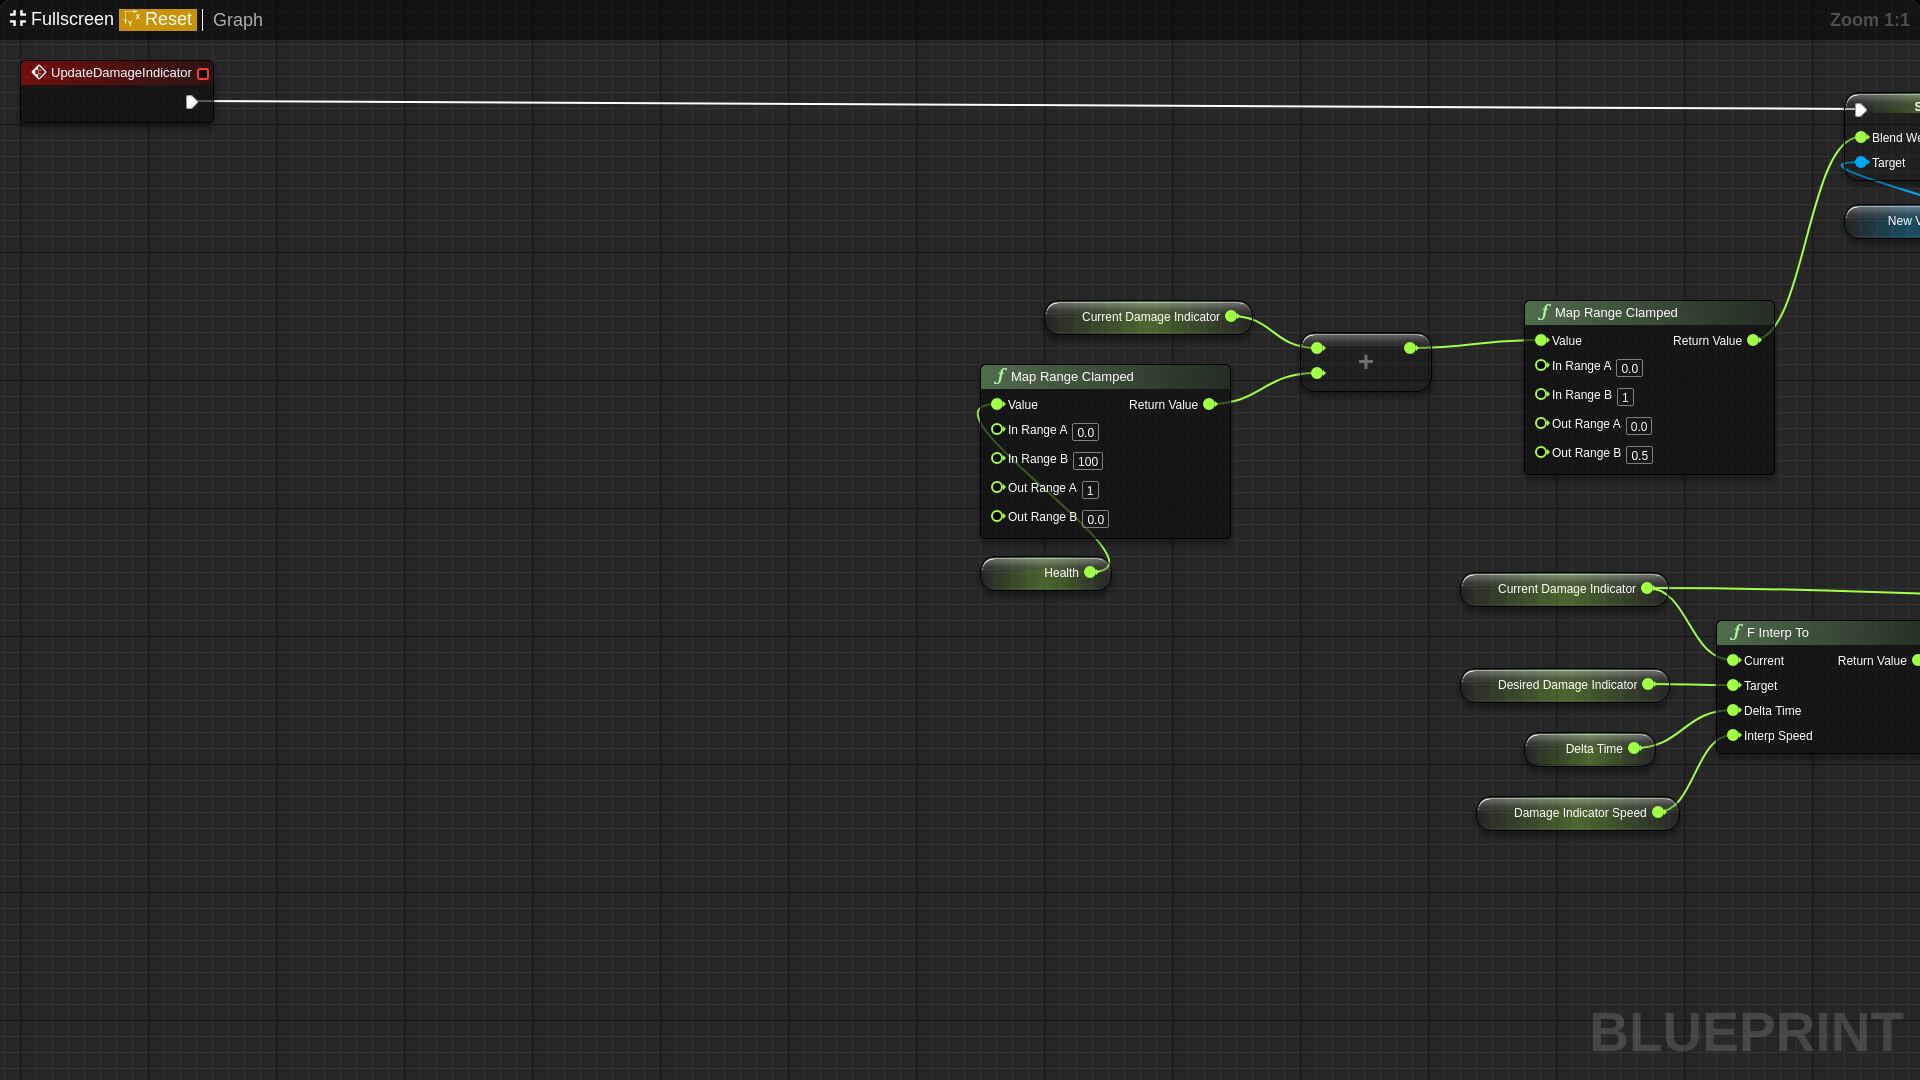 Fullscreen Reset Graph Zoom 1:1
UpdateDamageIndicator
Blend We
Target
New V
Current Damage Indicator
Map Range Clamped
Value Return Value
In Range A 0.0
In Range B 1
Out Range A 0.0
Out Range B 0.5
+
Map Range Clamped
Value Return Value
In Range A 0.0
In Range B 100
Out Range A 1
Out Range B 0.0
Health
Current Damage Indicator
F Interp To
Current Return Value
Target
Delta Time
Interp Speed
Desired Damage Indicator
Delta Time
Damage Indicator Speed
BLUEPRINT